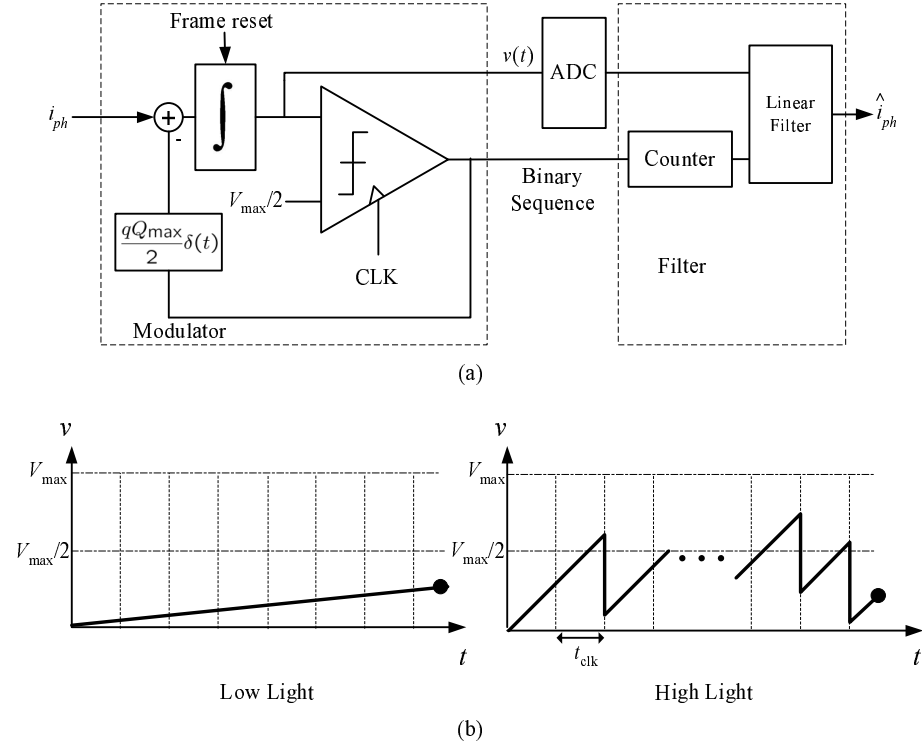 Frame reset
i_ph
+
-
∫
v(t)
ADC
Linear
Filter
î_ph
Counter
V_max/2
Binary
Sequence
qQ_max/2 δ(t)
CLK
Filter
Modulator
(a)
v
V_max
V_max/2
t
Low Light
v
V_max
V_max/2
t_clk
t
High Light
(b)